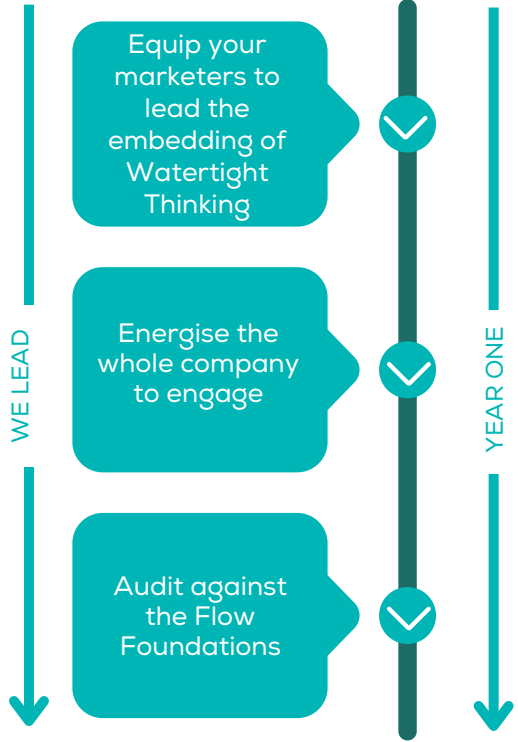 Equip your
marketers to
lead the
embedding of
Watertight
Thinking
Energise the
whole company
to engage
Audit against
the Flow
Foundations
WE LEAD
YEAR ONE